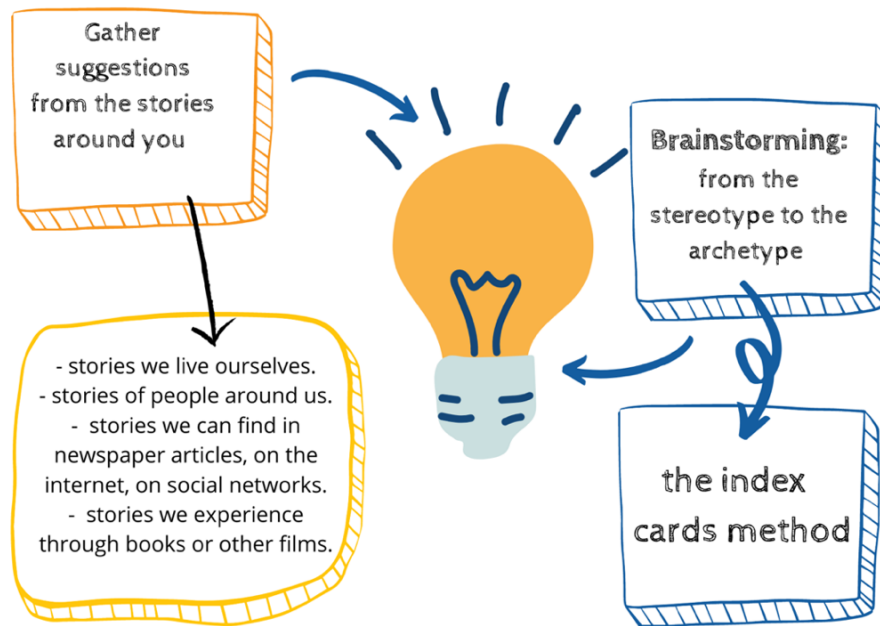 Gather
suggestions
from the stories
around you
- stories we live ourselves.
- stories of people around us.
- stories we can find in
newspaper articles, on the
internet, on social networks.
- stories we experience
through books or other films.
Brainstorming:
from the
stereotype to the
archetype
the index
cards method